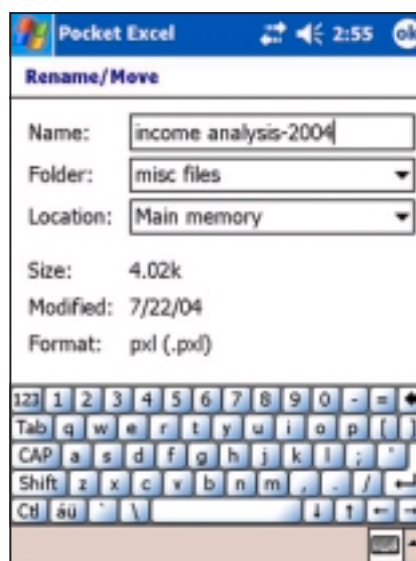 Pocket Excel 2:55 ok
Rename/Move
Name: income analysis-2004
Folder: misc files
Location: Main memory
Size: 4.02k
Modified: 7/22/04
Format: pxl (.pxl)
123 1 2 3 4 5 6 7 8 9 0 - =
Tab q w e r t y u i o p [ ]
CAP a s d f g h j k l ; '
Shift z x c v b n m , . /
Ctl áü ` \